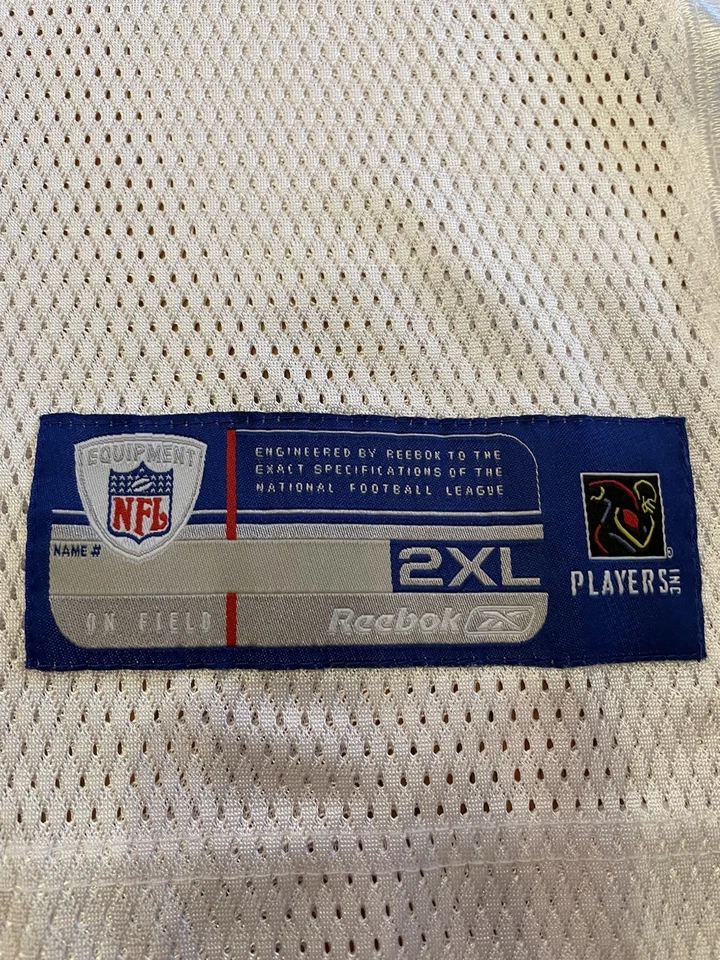 EQUIPMENT
NFL
ENGINEERED BY REEBOK TO THE
EXACT SPECIFICATIONS OF THE
NATIONAL FOOTBALL LEAGUE
NAME #
2XL
ON FIELD
Reebok
®
PLAYERS INC